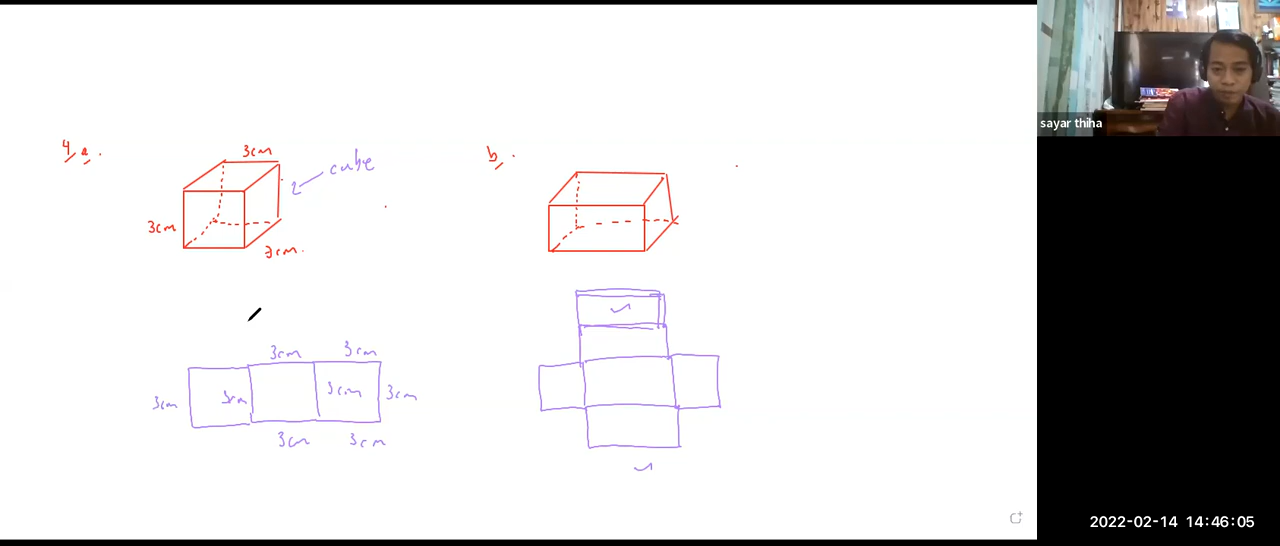 4/a.
3cm
cube
3cm
3cm.
b.
3cm 3cm
3cm 3cm 3cm 3cm
3cm 3cm
sayar thiha
2022-02-14 14:46:05